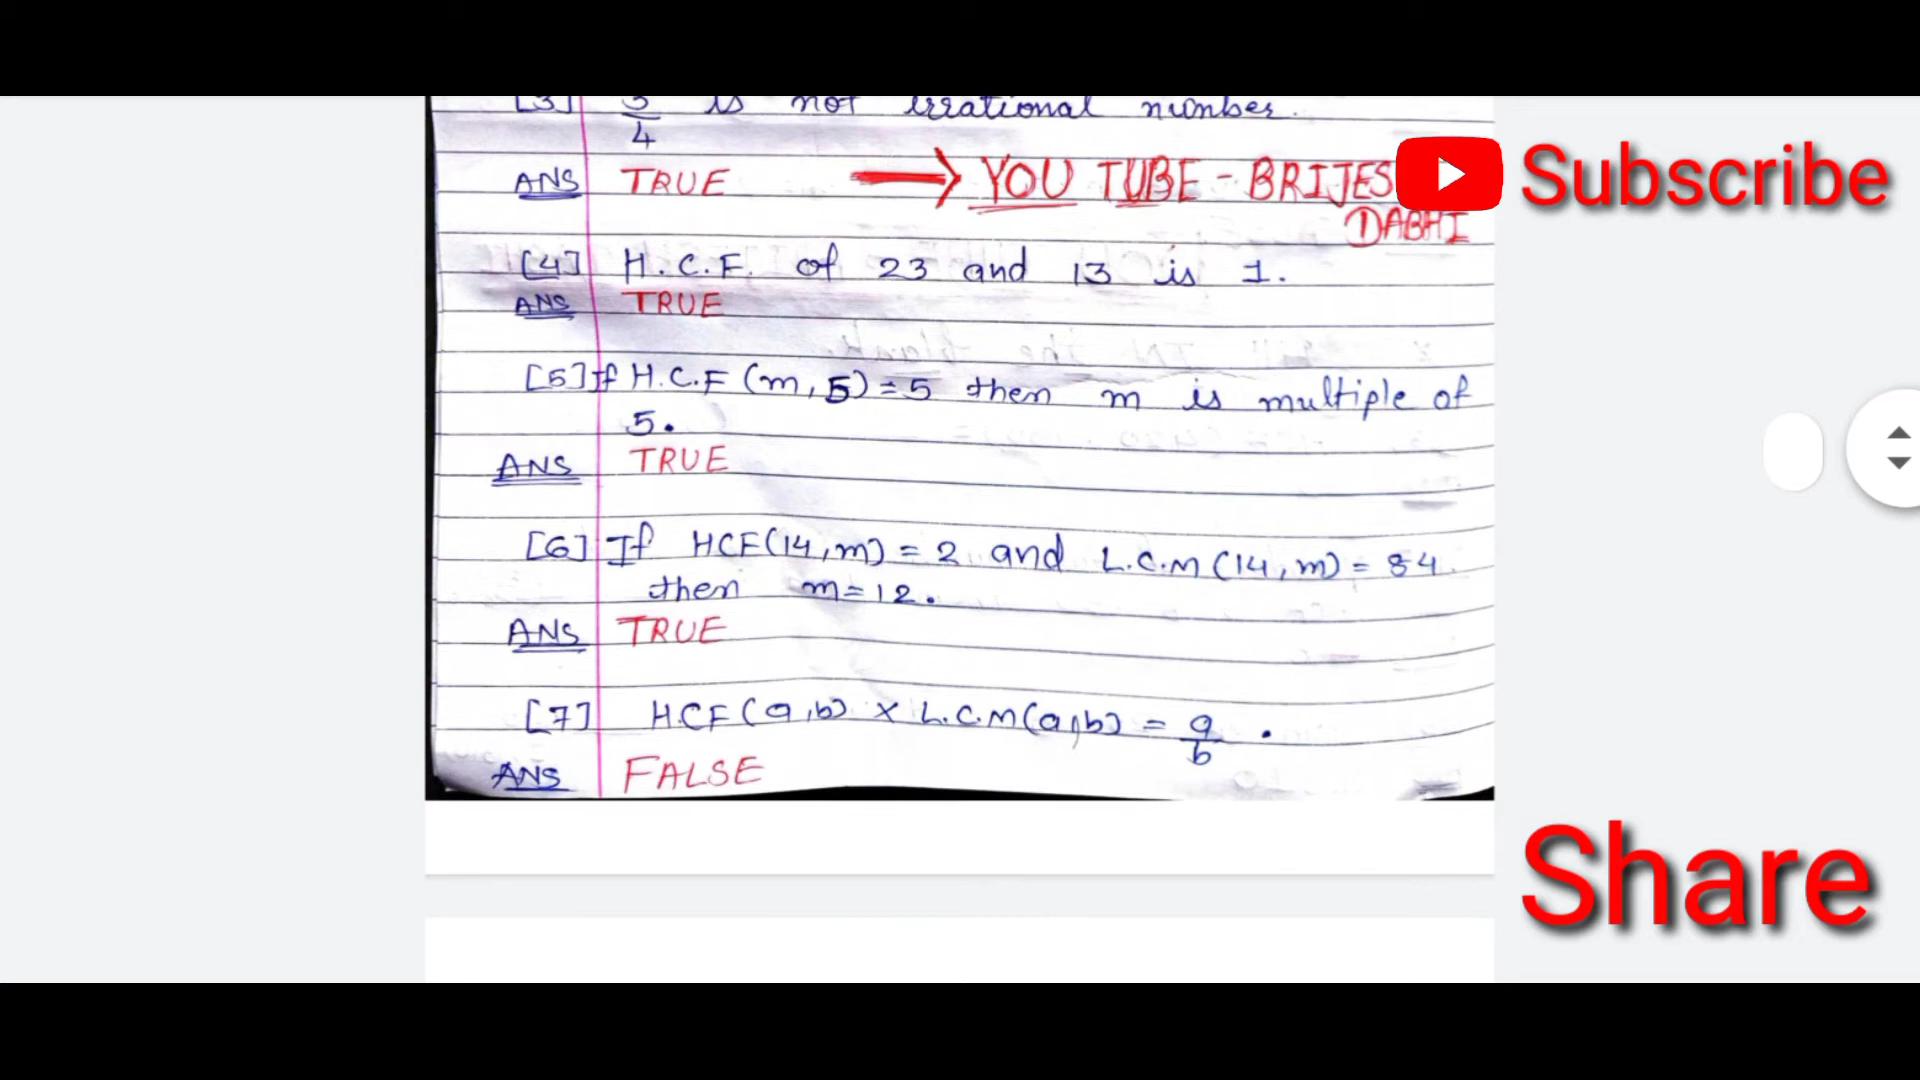 [3] 3/4 is not irrational number.
ANS TRUE → YOU TUBE - BRIJES
DABHI
Subscribe
[4] H.C.F. of 23 and 13 is 1.
ANS TRUE
[5] If H.C.F (m, 5) = 5 then m is multiple of
5.
ANS TRUE
[6] If HCF(14, m) = 2 and L.C.M (14, m) = 84.
then m = 12.
ANS TRUE
[7] H.CF (a, b) × L.C.M (a, b) = a/b .
ANS FALSE
Share